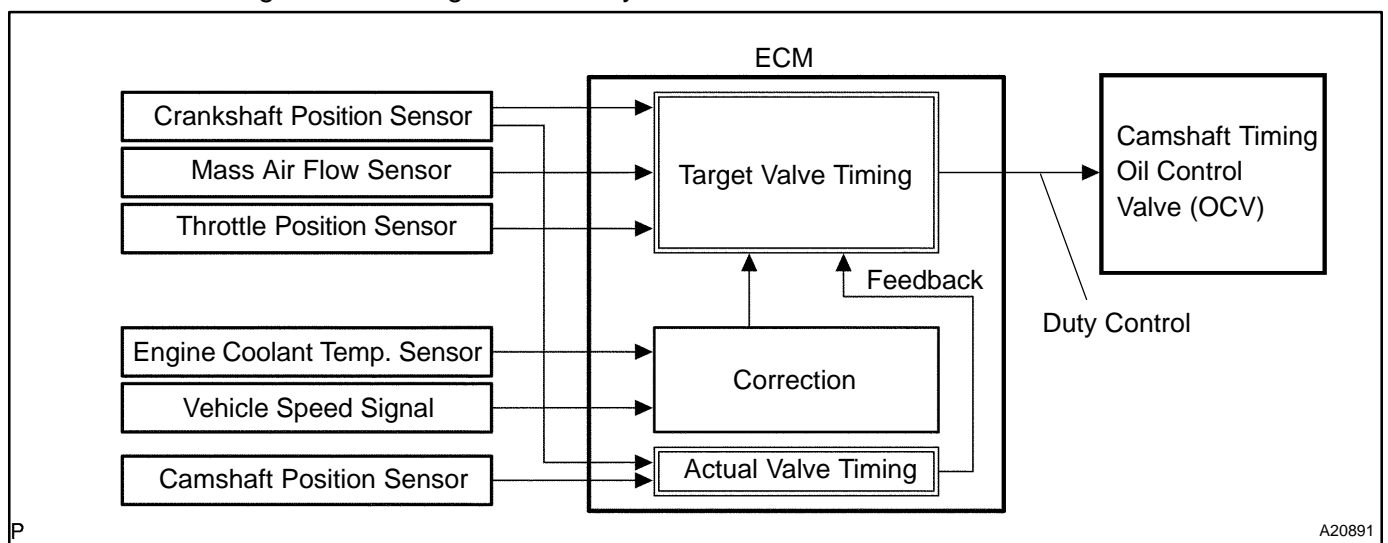 ECM
Crankshaft Position Sensor
Mass Air Flow Sensor
Throttle Position Sensor
Target Valve Timing
Camshaft Timing
Oil Control
Valve (OCV)
Feedback
Duty Control
Engine Coolant Temp. Sensor
Vehicle Speed Signal
Correction
Camshaft Position Sensor
Actual Valve Timing
P
A20891